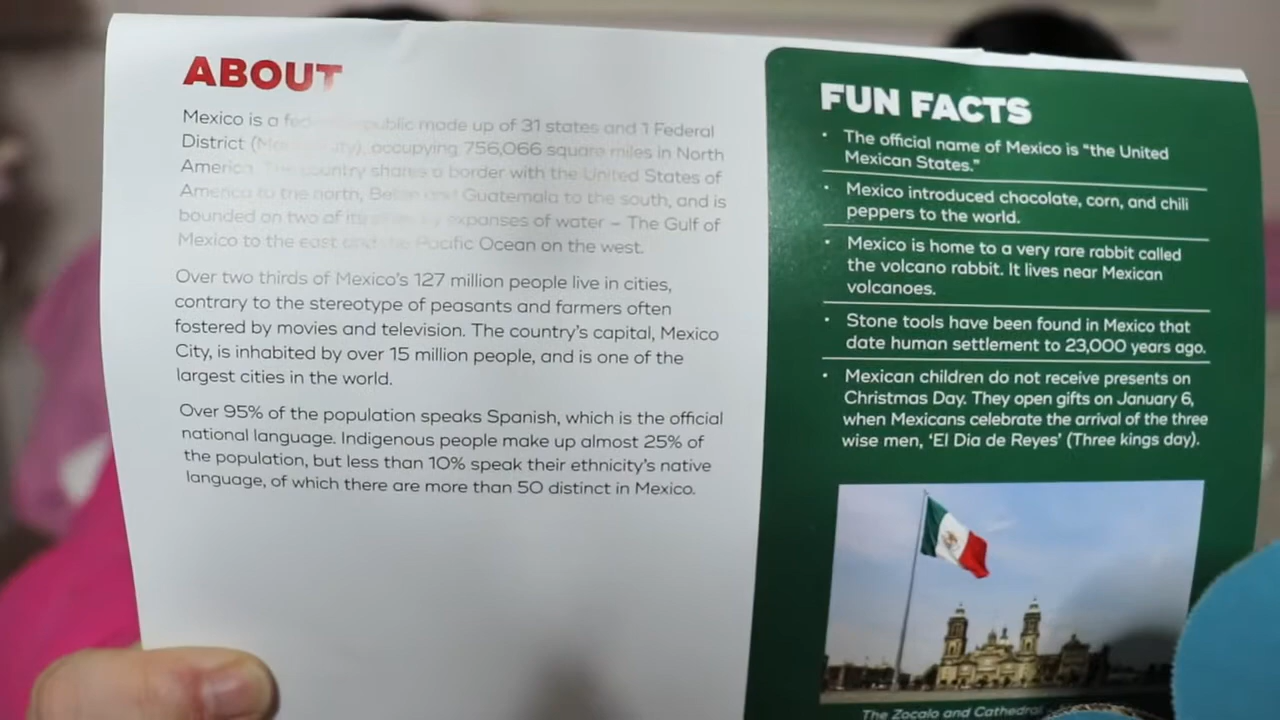 ABOUT
Mexico is a federal republic made up of 31 states and 1 Federal
District (Mexico City), occupying 756,066 square miles in North
America. The country shares a border with the United States of
America to the north, Belize and Guatemala to the south, and is
bounded on two of its sides by expanses of water – The Gulf of
Mexico to the east and the Pacific Ocean on the west.
Over two thirds of Mexico's 127 million people live in cities,
contrary to the stereotype of peasants and farmers often
fostered by movies and television. The country's capital, Mexico
City, is inhabited by over 15 million people, and is one of the
largest cities in the world.
Over 95% of the population speaks Spanish, which is the official
national language. Indigenous people make up almost 25% of
the population, but less than 10% speak their ethnicity's native
language, of which there are more than 50 distinct in Mexico.
FUN FACTS
• The official name of Mexico is "the United
Mexican States."
• Mexico introduced chocolate, corn, and chili
peppers to the world.
• Mexico is home to a very rare rabbit called
the volcano rabbit. It lives near Mexican
volcanoes.
• Stone tools have been found in Mexico that
date human settlement to 23,000 years ago.
• Mexican children do not receive presents on
Christmas Day. They open gifts on January 6,
when Mexicans celebrate the arrival of the three
wise men, 'El Dia de Reyes' (Three kings day).
The Zocalo and Cathedral